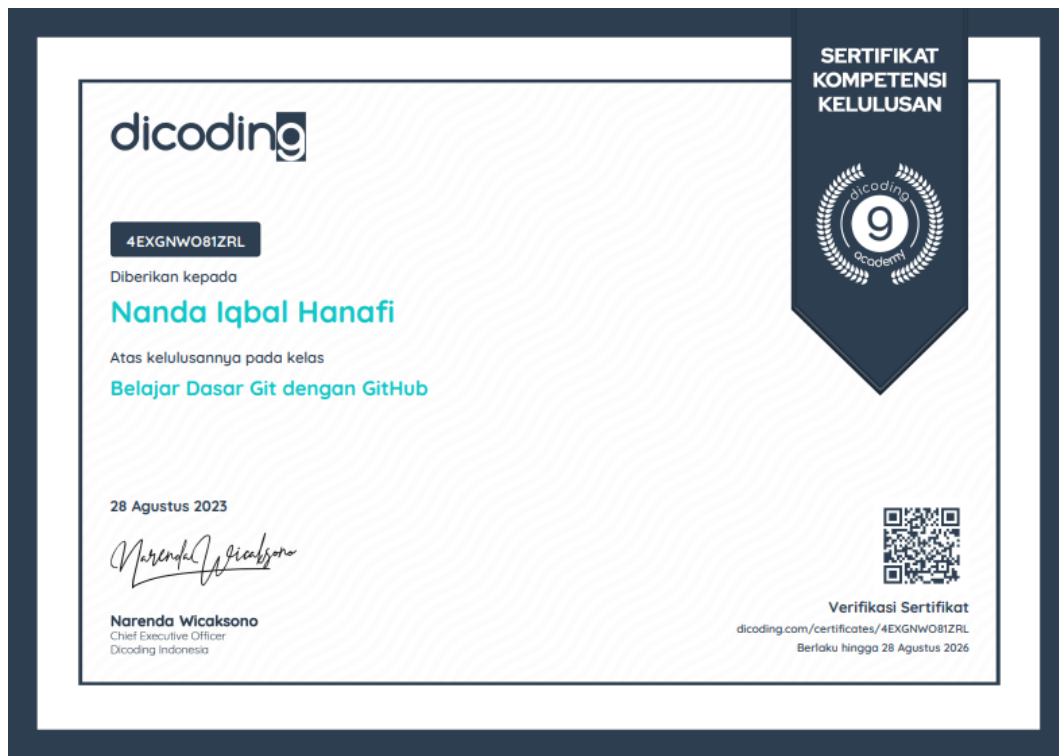 SERTIFIKAT
KOMPETENSI
KELULUSAN
dicoding
academy
dicoding
4EXGNWO81ZRL
Diberikan kepada
Nanda Iqbal Hanafi
Atas kelulusannya pada kelas
Belajar Dasar Git dengan GitHub
28 Agustus 2023
Narenda Wicaksono
Narenda Wicaksono
Chief Executive Officer
Dicoding Indonesia
Verifikasi Sertifikat
dicoding.com/certificates/4EXGNWO81ZRL
Berlaku hingga 28 Agustus 2026